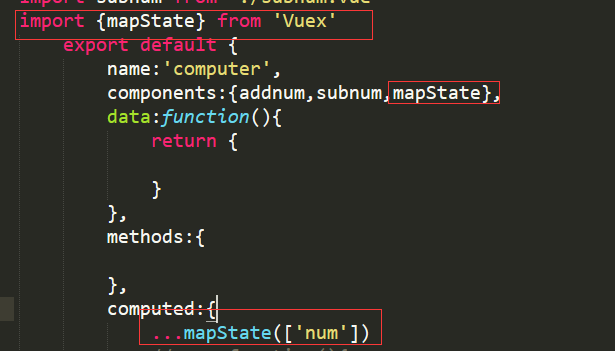 import subnum from './subnum.vue'
import {mapState} from 'Vuex'
export default {
name:'computer',
components:{addnum,subnum,mapState},
data:function(){
return {
}
},
methods:{
},
computed:{
...mapState(['num'])